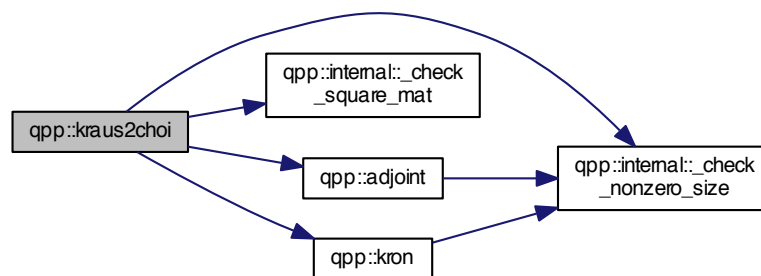 qpp::kraus2choi
qpp::internal::_check
_square_mat
qpp::adjoint
qpp::kron
qpp::internal::_check
_nonzero_size